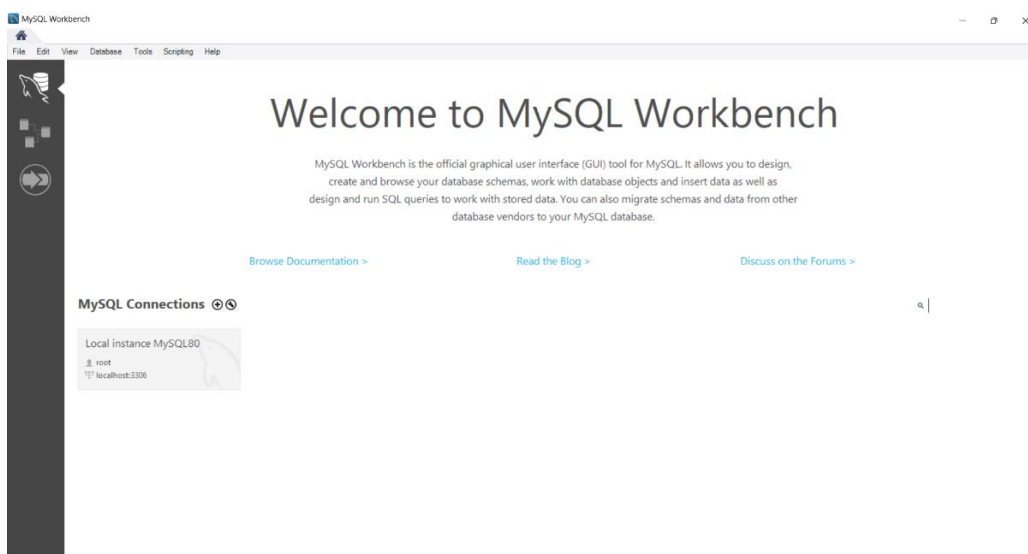 MySQL Workbench
File Edit View Database Tools Scripting Help
Welcome to MySQL Workbench
MySQL Workbench is the official graphical user interface (GUI) tool for MySQL. It allows you to design,
create and browse your database schemas, work with database objects and insert data as well as
design and run SQL queries to work with stored data. You can also migrate schemas and data from other
database vendors to your MySQL database.
Browse Documentation > Read the Blog > Discuss on the Forums >
MySQL Connections
Local instance MySQL80
root
localhost:3306